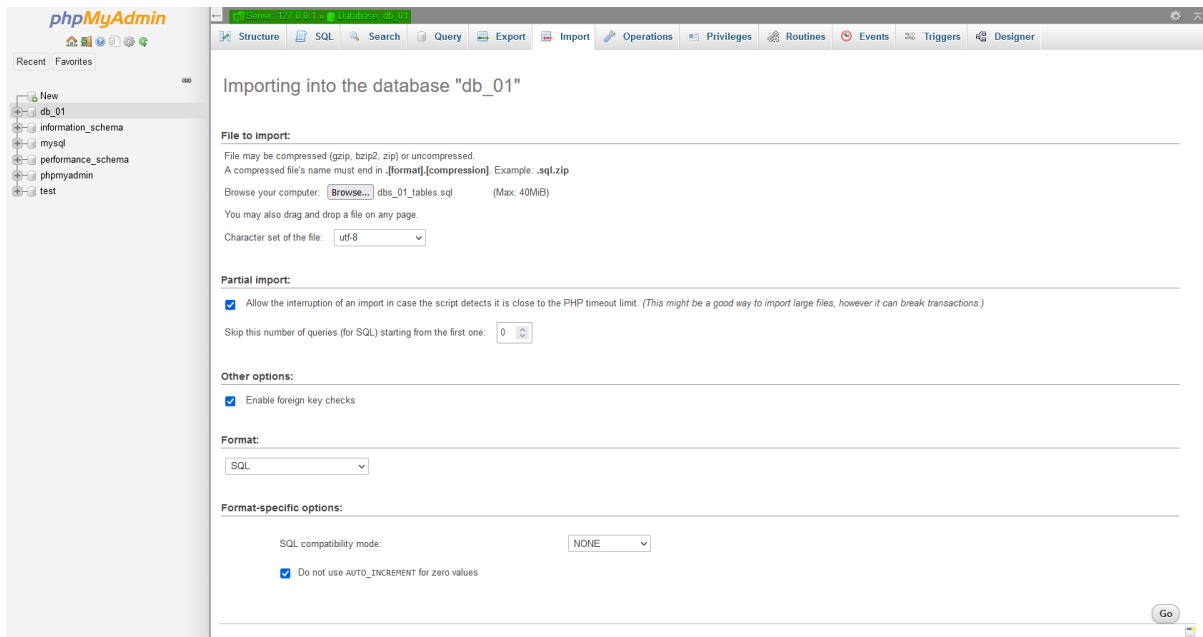 phpMyAdmin
Recent Favorites
New
db_01
information_schema
mysql
performance_schema
phpmyadmin
test
Server: 127.0.0.1 » Database: db_01
Structure SQL Search Query Export Import Operations Privileges Routines Events Triggers Designer
Importing into the database "db_01"
File to import:
File may be compressed (gzip, bzip2, zip) or uncompressed.
A compressed file's name must end in .[format].[compression]. Example: .sql.zip
Browse your computer: Browse... dbs_01_tables.sql (Max: 40MiB)
You may also drag and drop a file on any page.
Character set of the file: utf-8
Partial import:
Allow the interruption of an import in case the script detects it is close to the PHP timeout limit. (This might be a good way to import large files, however it can break transactions.)
Skip this number of queries (for SQL) starting from the first one: 0
Other options:
Enable foreign key checks
Format:
SQL
Format-specific options:
SQL compatibility mode: NONE
Do not use AUTO_INCREMENT for zero values
Go